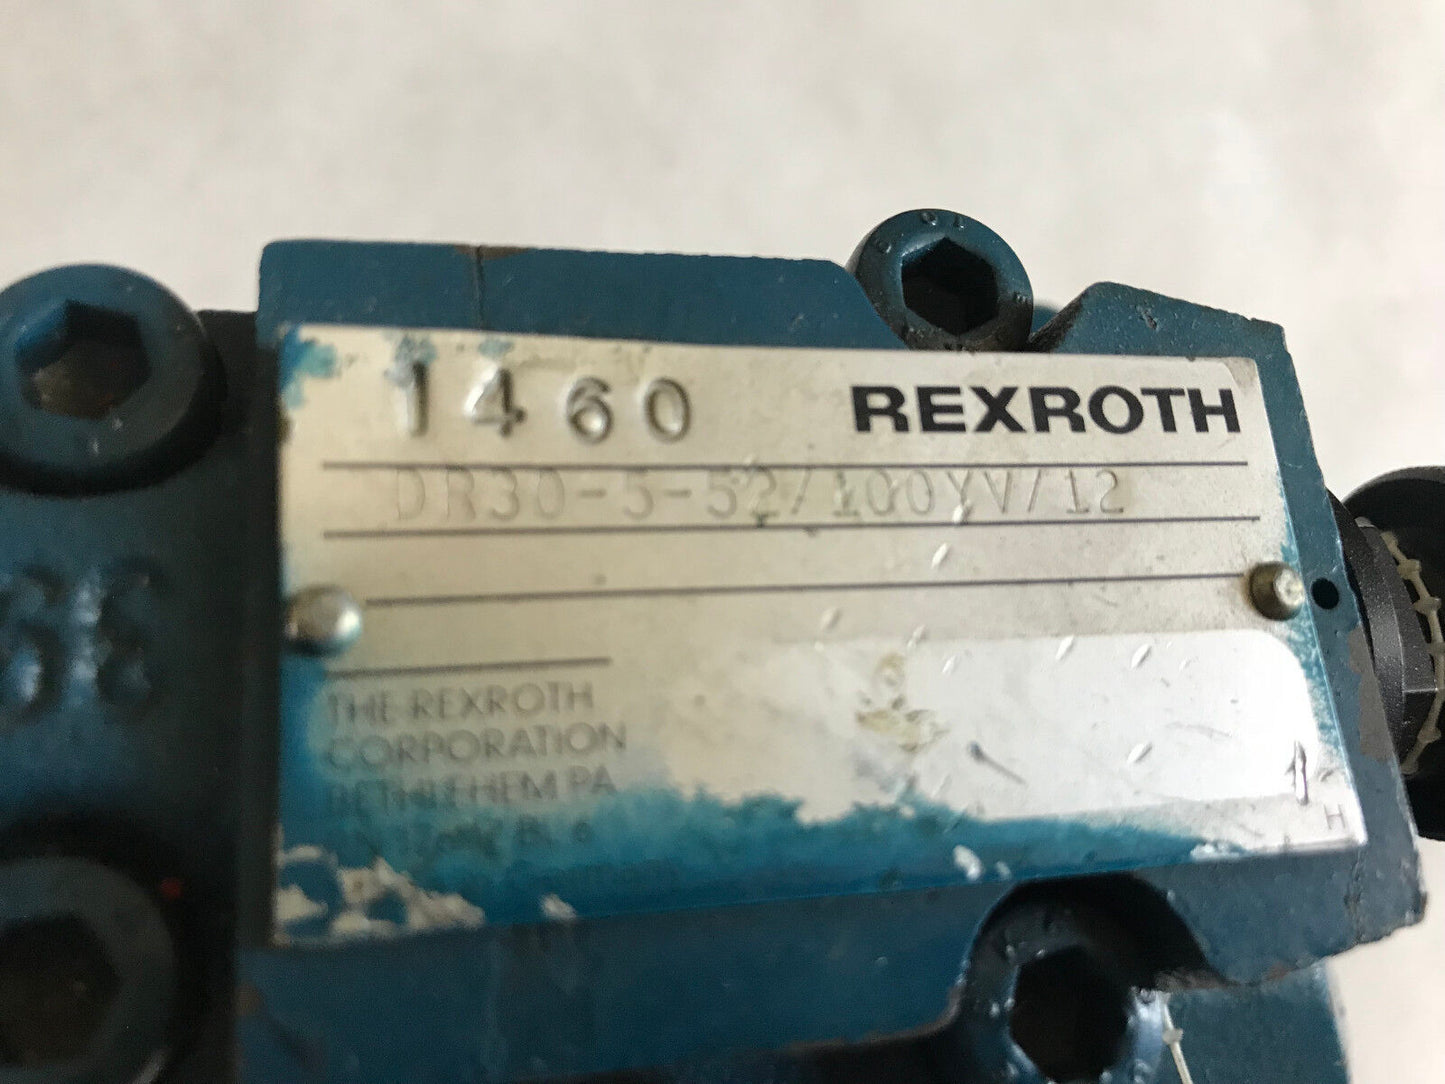 1460 REXROTH
DR30-5-52/100YV/12
THE REXROTH
CORPORATION
BETHLEHEM PA
H